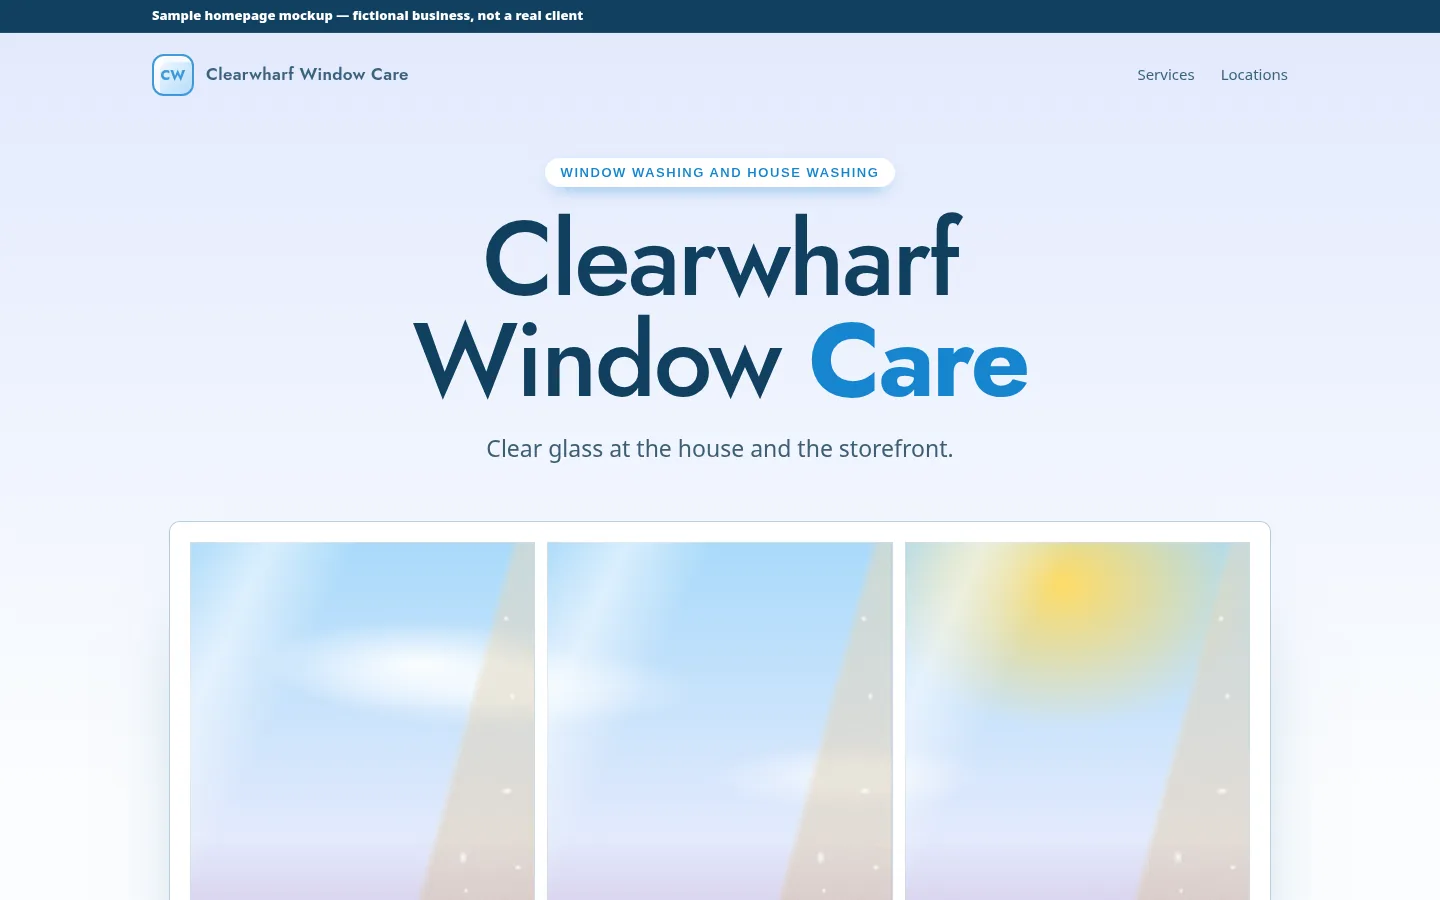 Sample homepage mockup — fictional business, not a real client
CW
Clearwharf Window Care
Services
Locations
WINDOW WASHING AND HOUSE WASHING
Clearwharf
Window Care
Clear glass at the house and the storefront.